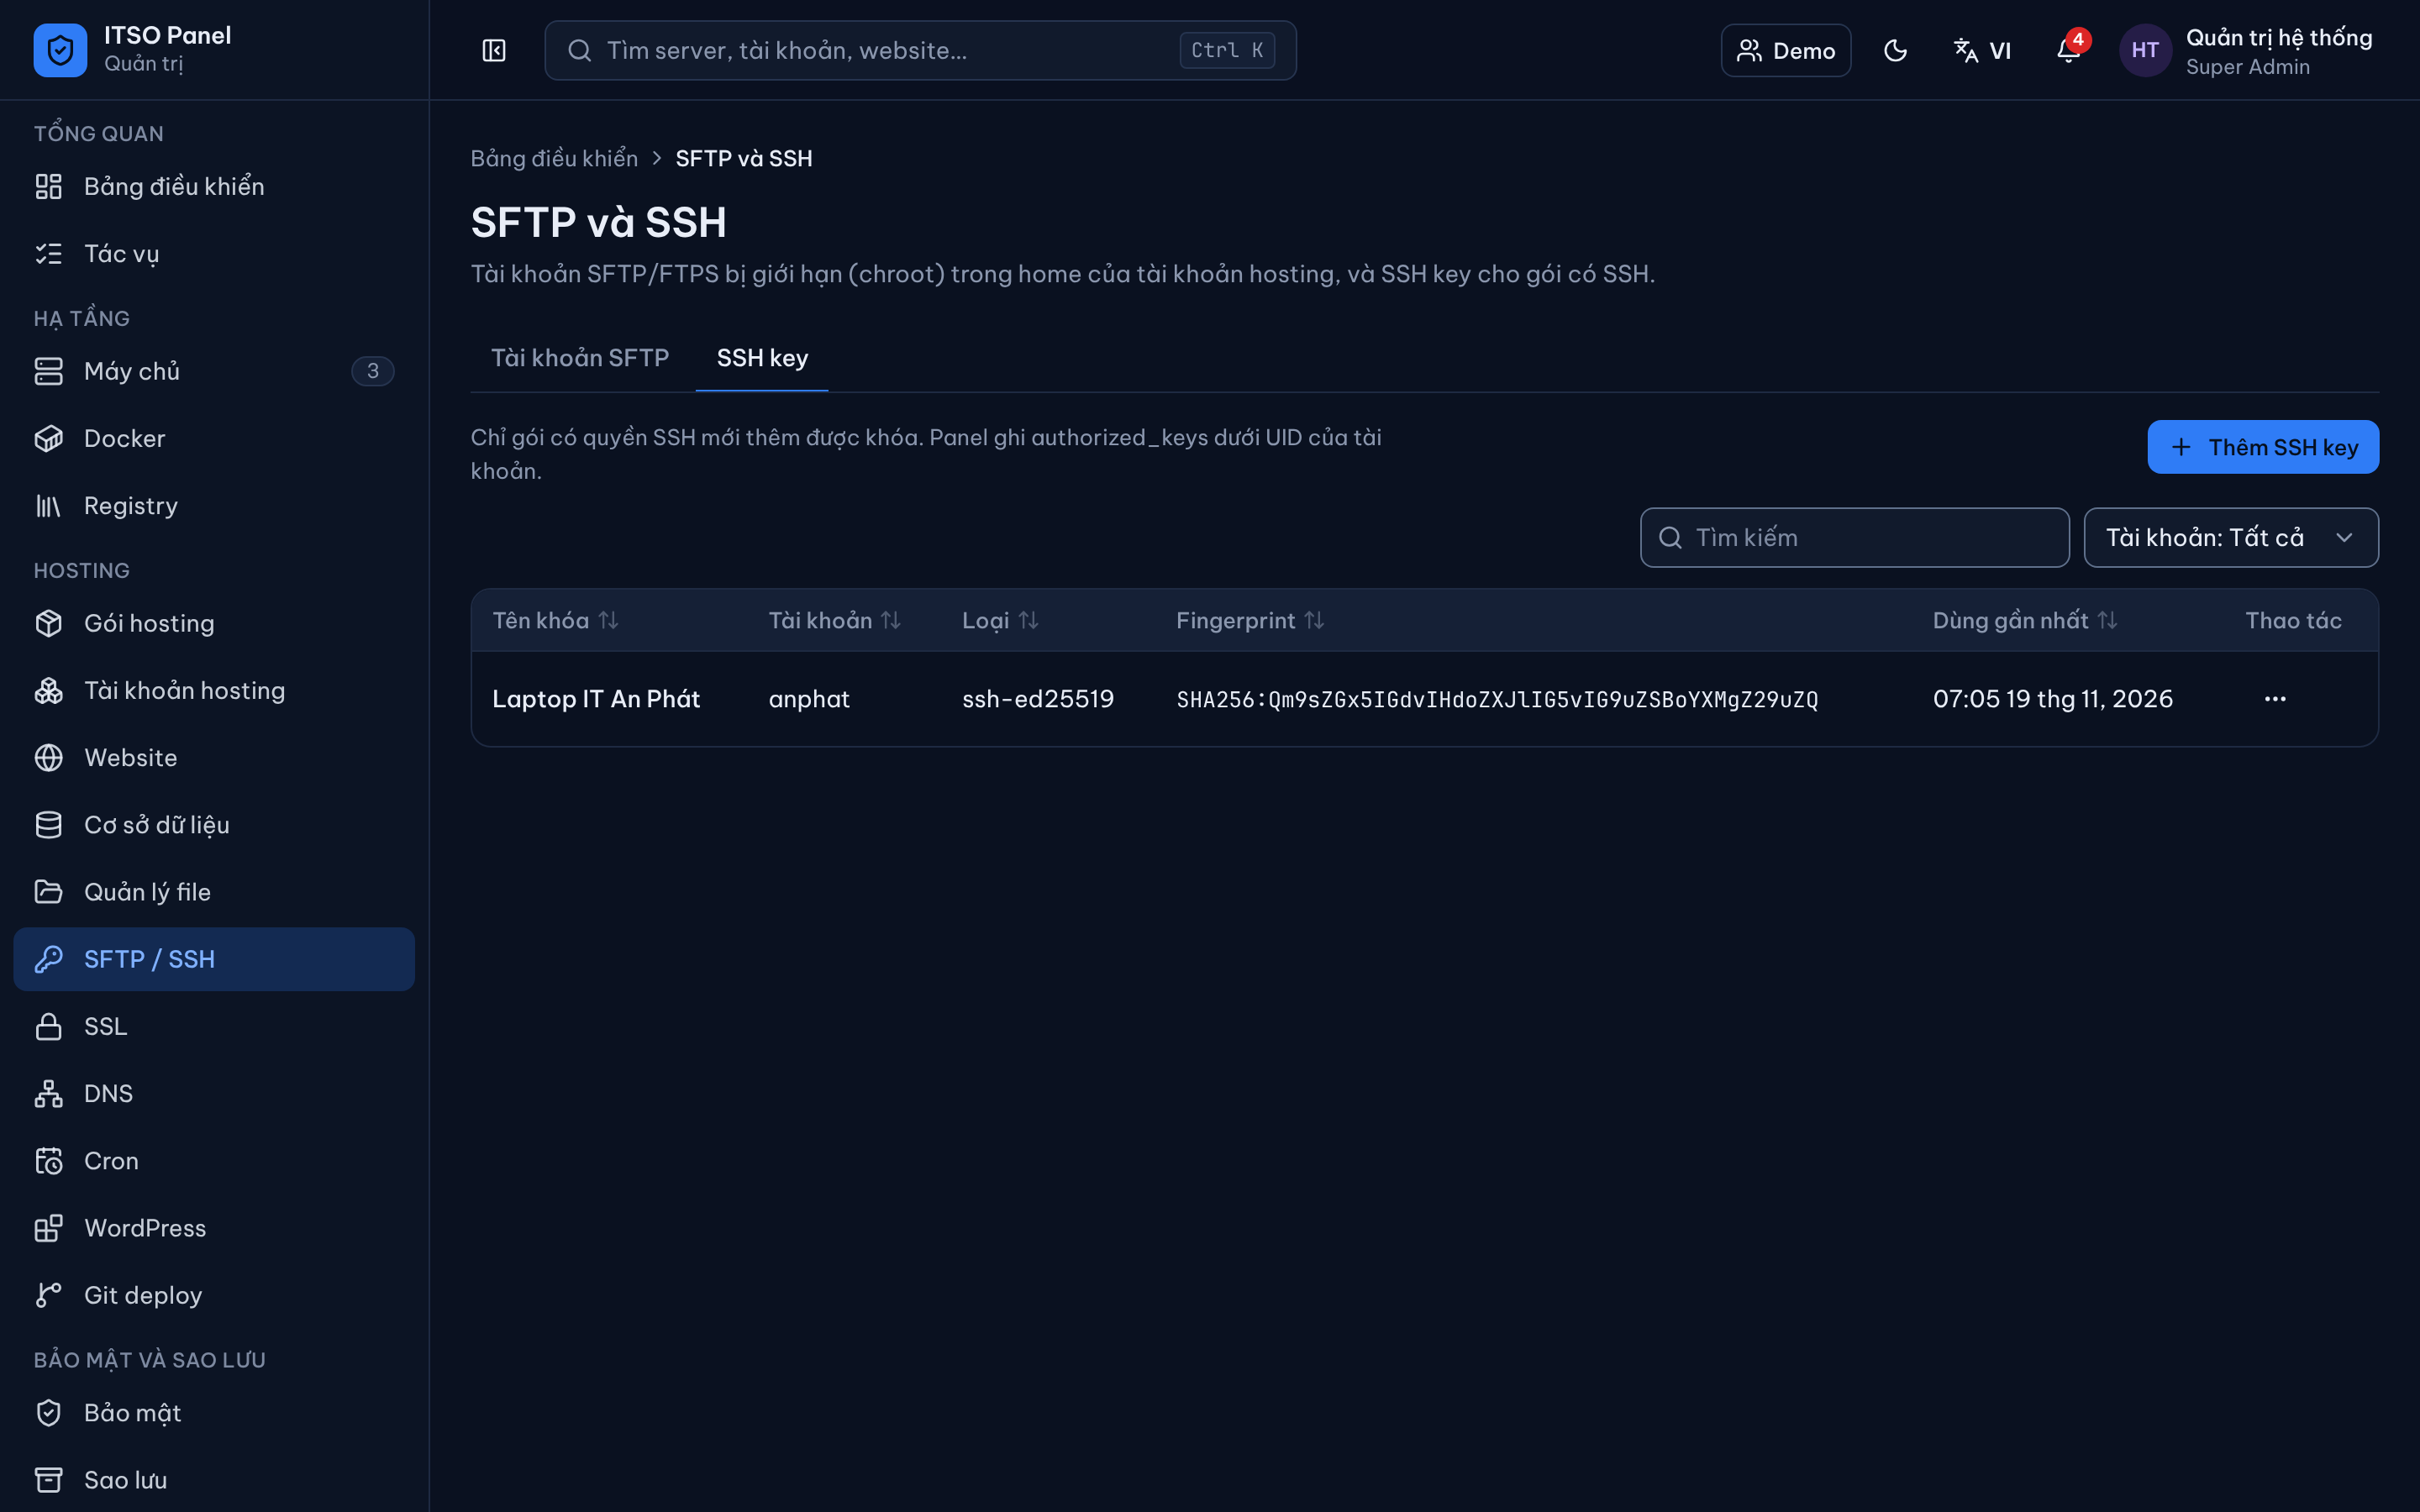 ITSO Panel
Quản trị
Tìm server, tài khoản, website...
Ctrl K
Demo
VI
4
HT
Quản trị hệ thống
Super Admin
TỔNG QUAN
Bảng điều khiển
Tác vụ
HẠ TẦNG
Máy chủ
3
Docker
Registry
HOSTING
Gói hosting
Tài khoản hosting
Website
Cơ sở dữ liệu
Quản lý file
SFTP / SSH
SSL
DNS
Cron
WordPress
Git deploy
BẢO MẬT VÀ SAO LƯU
Bảo mật
Sao lưu
Bảng điều khiển > SFTP và SSH
SFTP và SSH
Tài khoản SFTP/FTPS bị giới hạn (chroot) trong home của tài khoản hosting, và SSH key cho gói có SSH.
Tài khoản SFTP
SSH key
Chỉ gói có quyền SSH mới thêm được khóa. Panel ghi authorized_keys dưới UID của tài
khoản.
Thêm SSH key
Tìm kiếm
Tài khoản: Tất cả
Tên khóa Tài khoản Loại Fingerprint Dùng gần nhất Thao tác
Laptop IT An Phát anphat ssh-ed25519 SHA256:Qm9sZGx5IGdvIHdoZXJlIG5vIG9uZSBoYXMgZ29uZQ 07:05 19 thg 11, 2026